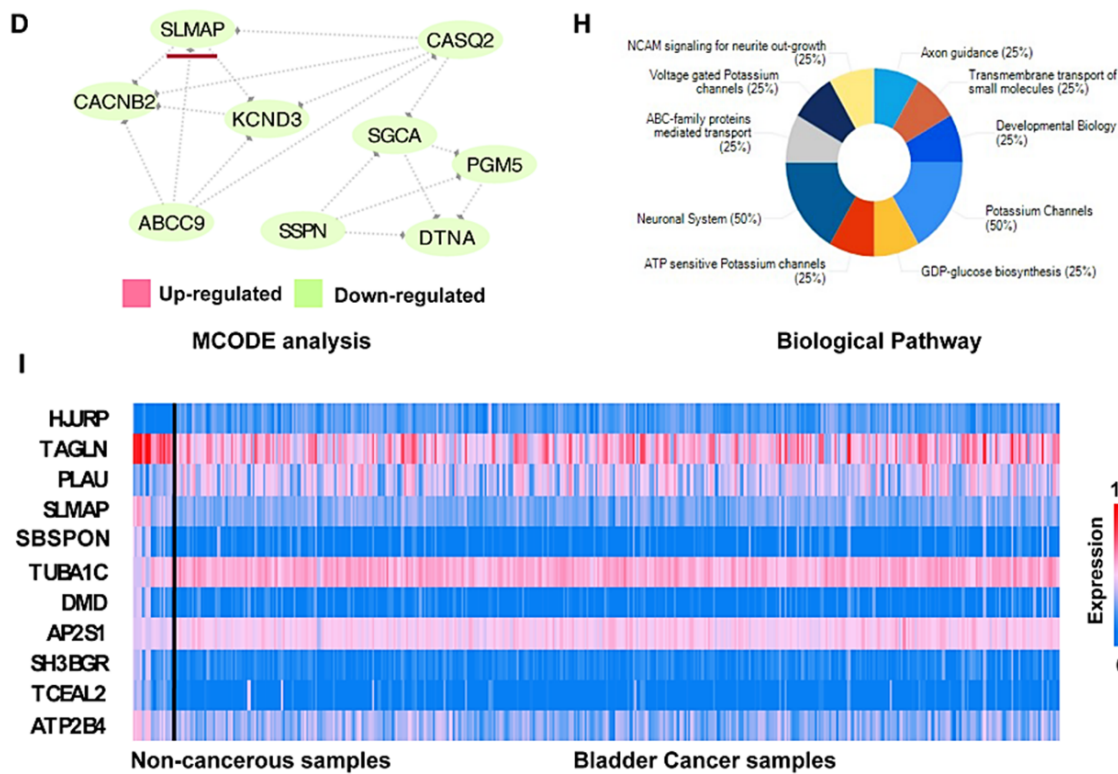 D
SLMAP
CASQ2
CACNB2
KCND3
SGCA
PGM5
ABCC9
SSPN
DTNA
Up-regulated
Down-regulated
MCODE analysis
H
NCAM signaling for neurite out-growth
(25%)
Axon guidance (25%)
Voltage gated Potassium
channels (25%)
Transmembrane transport of
small molecules (25%)
ABC-family proteins
mediated transport
(25%)
Developmental Biology
(25%)
Neuronal System (50%)
Potassium Channels
(50%)
ATP sensitive Potassium channels
(25%)
GDP-glucose biosynthesis (25%)
Biological Pathway
I
HJURP
TAGLN
PLAU
SLMAP
SBSPON
TUBA1C
DMD
AP2S1
SH3BGR
TCEAL2
ATP2B4
Non-cancerous samples
Bladder Cancer samples
1
Expression